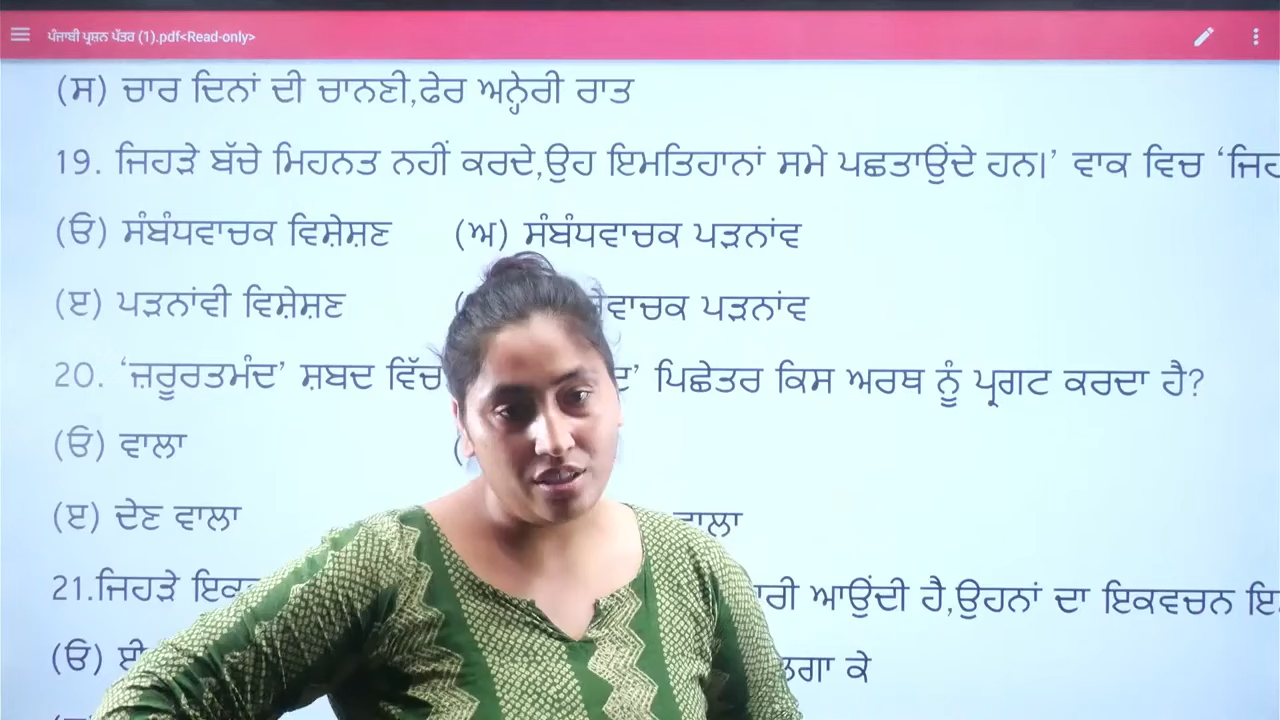 ਪੰਜਾਬੀ ਪ੍ਰਸ਼ਨ ਪੱਤਰ (1).pdf<Read-only>
(ਸ) ਚਾਰ ਦਿਨਾਂ ਦੀ ਚਾਨਣੀ,ਫੇਰ ਅਨ੍ਹੇਰੀ ਰਾਤ
19. ਜਿਹੜੇ ਬੱਚੇ ਮਿਹਨਤ ਨਹੀਂ ਕਰਦੇ,ਉਹ ਇਮਤਿਹਾਨਾਂ ਸਮੇ ਪਛਤਾਉਂਦੇ ਹਨ।’ ਵਾਕ ਵਿਚ
(ੳ) ਸੰਬੰਧਵਾਚਕ ਵਿਸ਼ੇਸ਼ਣ (ਅ) ਸੰਬੰਧਵਾਚਕ ਪੜਨਾਂਵ
(ੲ) ਪੜਨਾਂਵੀ ਵਿਸ਼ੇਸ਼ਣ ਪੜਨਾਂਵ
20. ‘ਜ਼ਰੂਰਤਮੰਦ’ ਸ਼ਬਦ ਵਿੱਚ ਪਿਛੇਤਰ ਕਿਸ ਅਰਥ ਨੂੰ ਪ੍ਰਗਟ ਕਰਦਾ ਹੈ?
(ੳ) ਵਾਲਾ
(ੲ) ਦੇਣ ਵਾਲਾ ਵਾਲਾ
21.ਜਿਹੜੇ ਆਉਂਦੀ ਹੈ,ਉਹਨਾਂ ਦਾ ਇਕਵਚਨ
(ੳ) ਲਗਾ ਕੇ